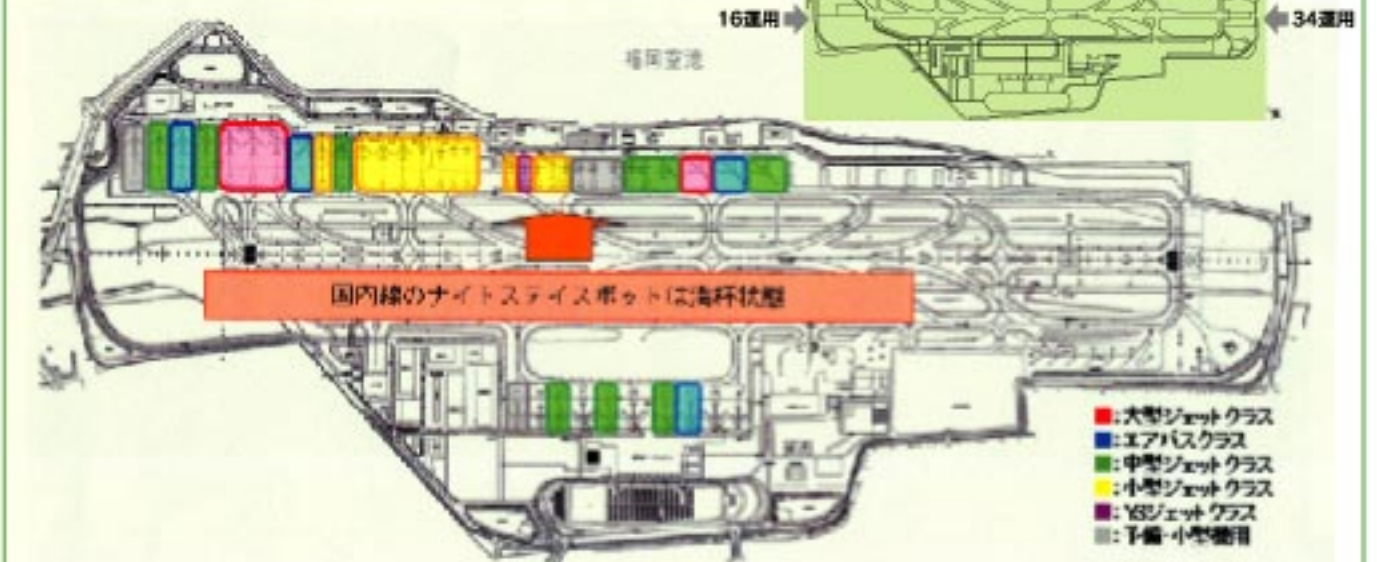 16運用
34運用
福岡空港
国内線のナイトステイスポットは満杯状態
:大型ジェットクラス
:エアバスクラス
:中型ジェットクラス
:小型ジェットクラス
:YSジェットクラス
:予備・小型機用